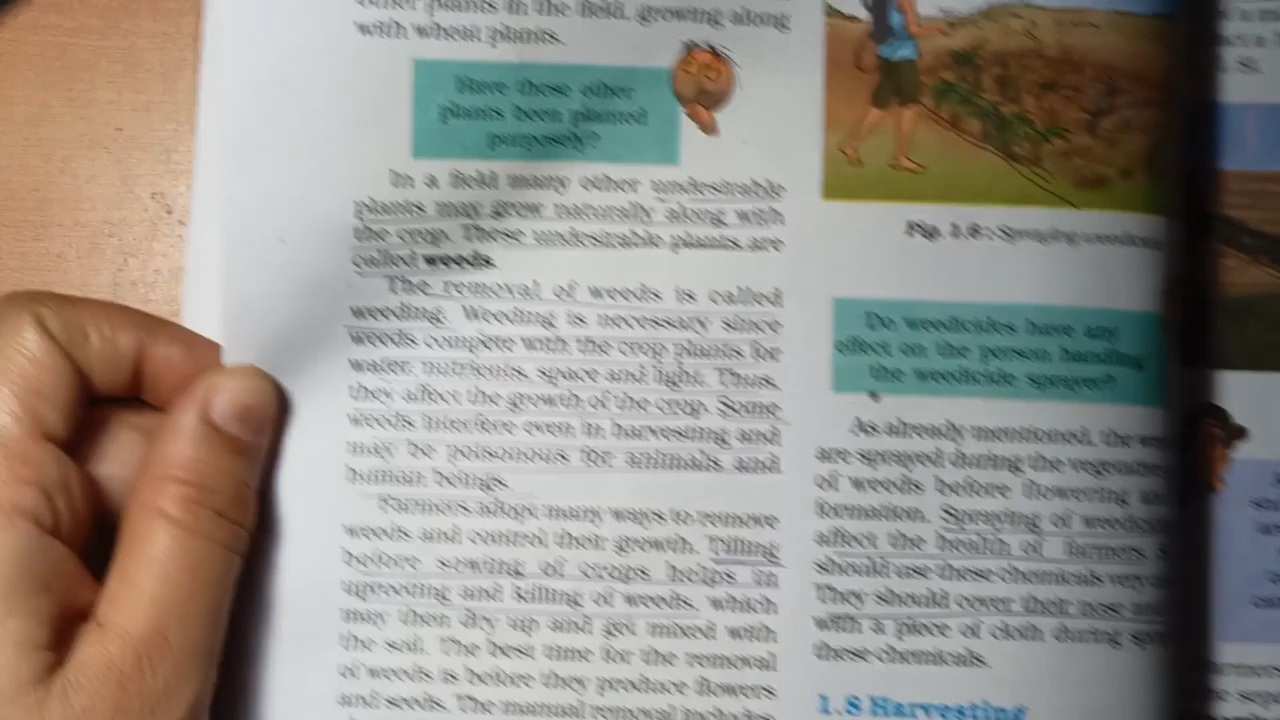 other plants in the field, growing along
with wheat plants.
Have these other
plants been planted
purposely?
In a field many other undesirable
plants may grow naturally along with
the crop. These undesirable plants are
called weeds.
The removal of weeds is called
weeding. Weeding is necessary since
weeds compete with the crop plants for
water, nutrients, space and light. Thus,
they affect the growth of the crop. Some
weeds interfere even in harvesting and
may be poisonous for animals and
human beings.
Farmers adopt many ways to remove
weeds and control their growth. Tilling
before sowing of crops helps in
uprooting and killing of weeds, which
may then dry up and get mixed with
the soil. The best time for the removal
of weeds is before they produce flowers
and seeds. The manual removal includes
Fig. 1.6 : Spraying
Do weedicides have any
effect on the person handling
the weedicide sprayer?
As already mentioned, the
are sprayed during the
of weeds before flowering
formation. Spraying of
affect the health of farmers
should use these chemicals very
They should cover their nose and
with a piece of cloth during
these chemicals.
1.8 Harvesting